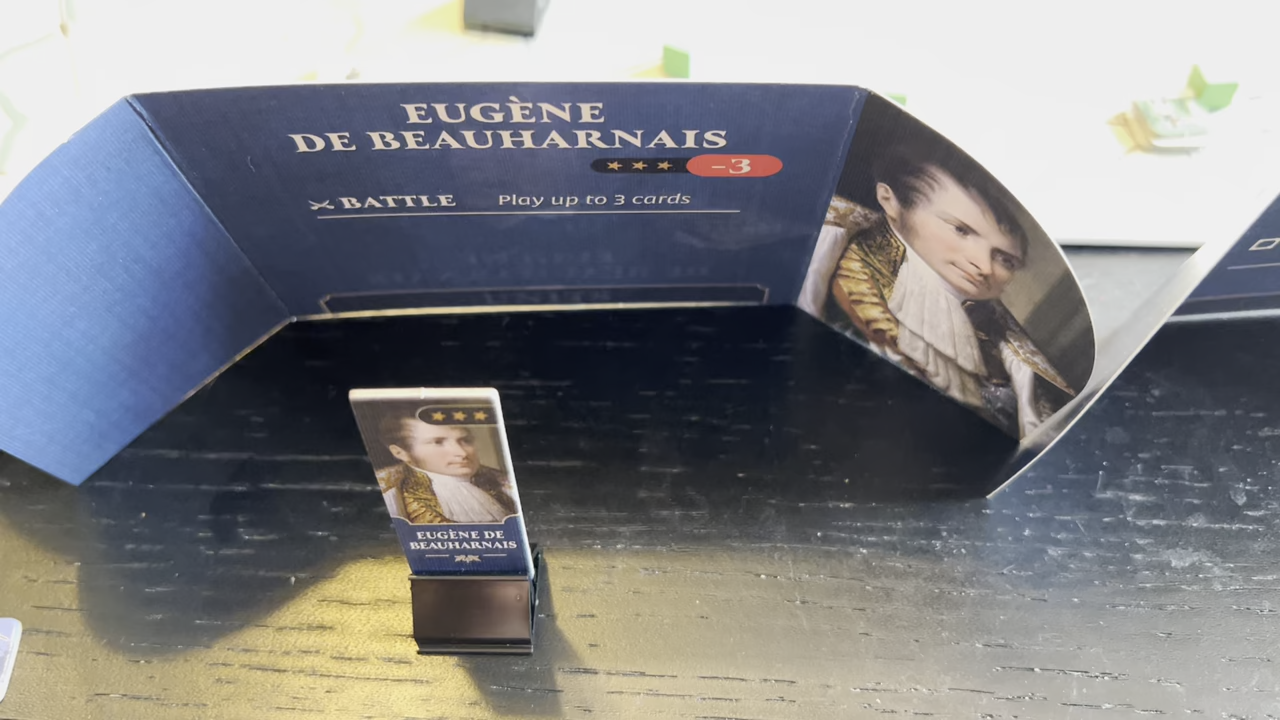 EUGÈNE
DE BEAUHARNAIS
-3
BATTLE Play up to 3 cards
EUGÈNE DE
BEAUHARNAIS